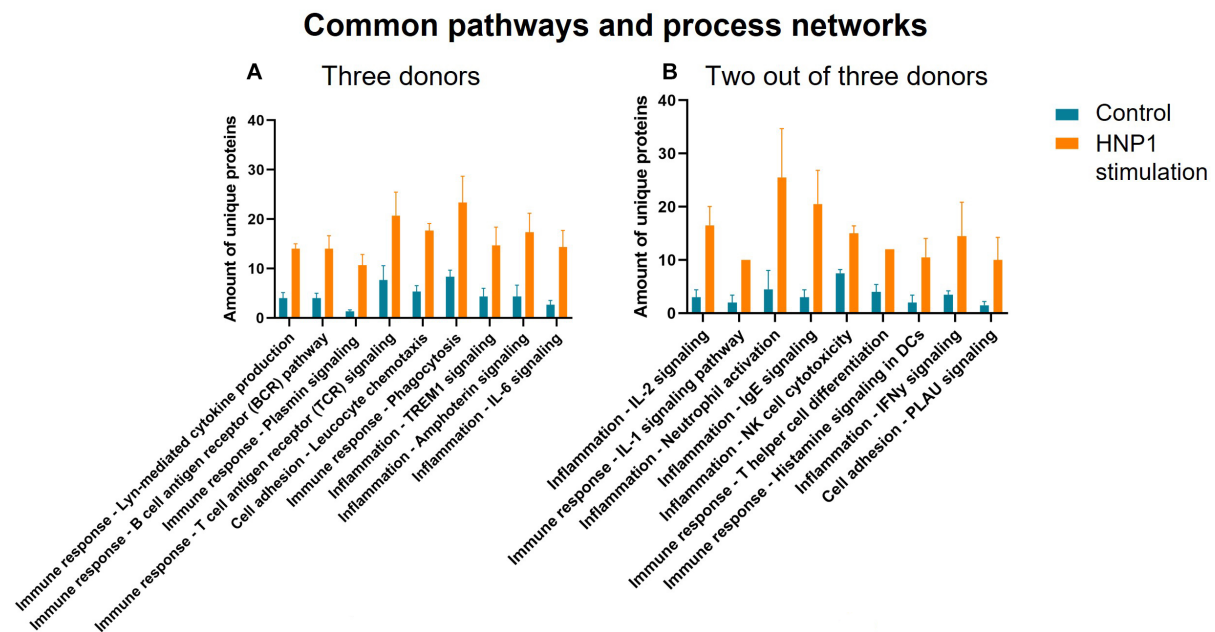 Common pathways and process networks
A
Three donors
Amount of unique proteins
40
30
20
10
0
Immune response - Lyn-mediated cytokine production
Immune response - B cell antigen receptor (BCR) pathway
Immune response - Plasmin signaling
Immune response - T cell antigen receptor (TCR) signaling
Cell adhesion - Leucocyte chemotaxis
Immune response - Phagocytosis
Inflammation - TREM1 signaling
Inflammation - Amphoterin signaling
Inflammation - IL-6 signaling
B
Two out of three donors
Amount of unique proteins
40
30
20
10
0
Inflammation - IL-2 signaling
Immune response - IL-1 signaling pathway
Inflammation - Neutrophil activation
Inflammation - IgE signaling
Inflammation - NK cell cytotoxicity
Immune response - T helper cell differentiation
Immune response - Histamine signaling in DCs
Inflammation - IFNγ signaling
Cell adhesion - PLAU signaling
Control
HNP1
stimulation